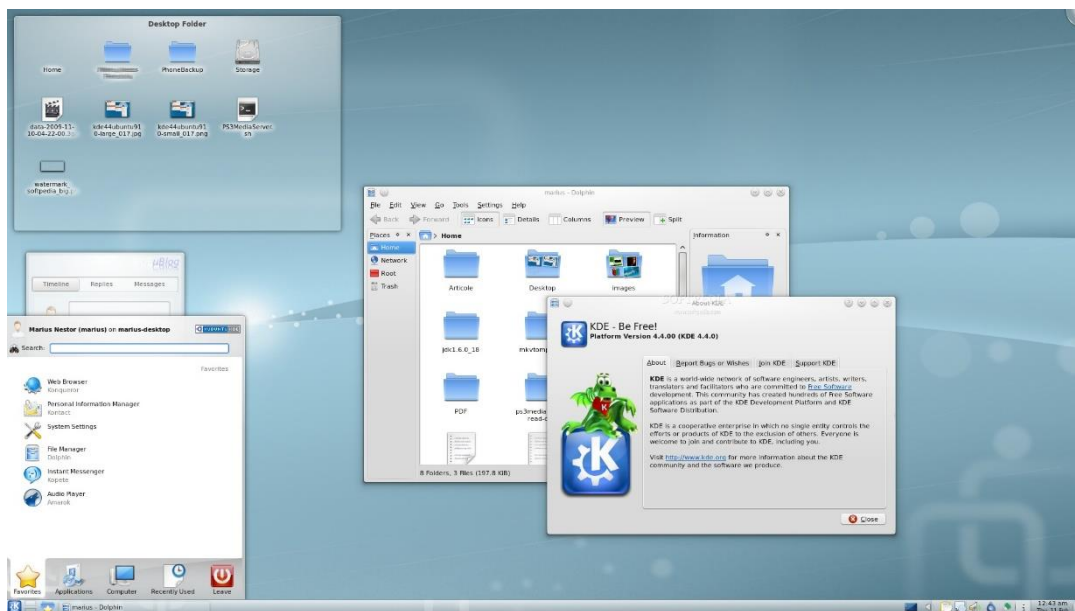 Desktop Folder
Home
PhoneBackup
Storage
data-2009-11-
10-04-22-00.
kde44ubuntu91
0-large_017.jpg
kde44ubuntu91
0-small_017.png
PS3MediaServer.
sh
watermark_
softpedia_big.
µBlog
Timeline
Replies
Messages
Marius Nestor (marius) on marius-desktop
Search:
Favorites
Web Browser
Konqueror
Personal Information Manager
Kontact
System Settings
File Manager
Dolphin
Instant Messenger
Kopete
Audio Player
Amarok
Favorites
Applications
Computer
Recently Used
Leave
marius - Dolphin
File Edit View Go Tools Settings Help
Back Forward Icons Details Columns Preview Split
Places
Home
Network
Root
Trash
> Home
Information
Articole
Desktop
images
jdk1.6.0_18
PDF
8 Folders, 3 Files (197.8 KiB)
About KDE
KDE - Be Free!
Platform Version 4.4.00 (KDE 4.4.0)
About Report Bugs or Wishes Join KDE Support KDE
KDE is a world-wide network of software engineers, artists, writers,
translators and facilitators who are committed to Free Software
development. This community has created hundreds of Free Software
applications as part of the KDE Development Platform and KDE
Software Distribution.
KDE is a cooperative enterprise in which no single entity controls the
efforts or products of KDE to the exclusion of others. Everyone is
welcome to join and contribute to KDE, including you.
Visit http://www.kde.org for more information about the KDE
community and the software we produce.
Close
marius - Dolphin
12:43 am